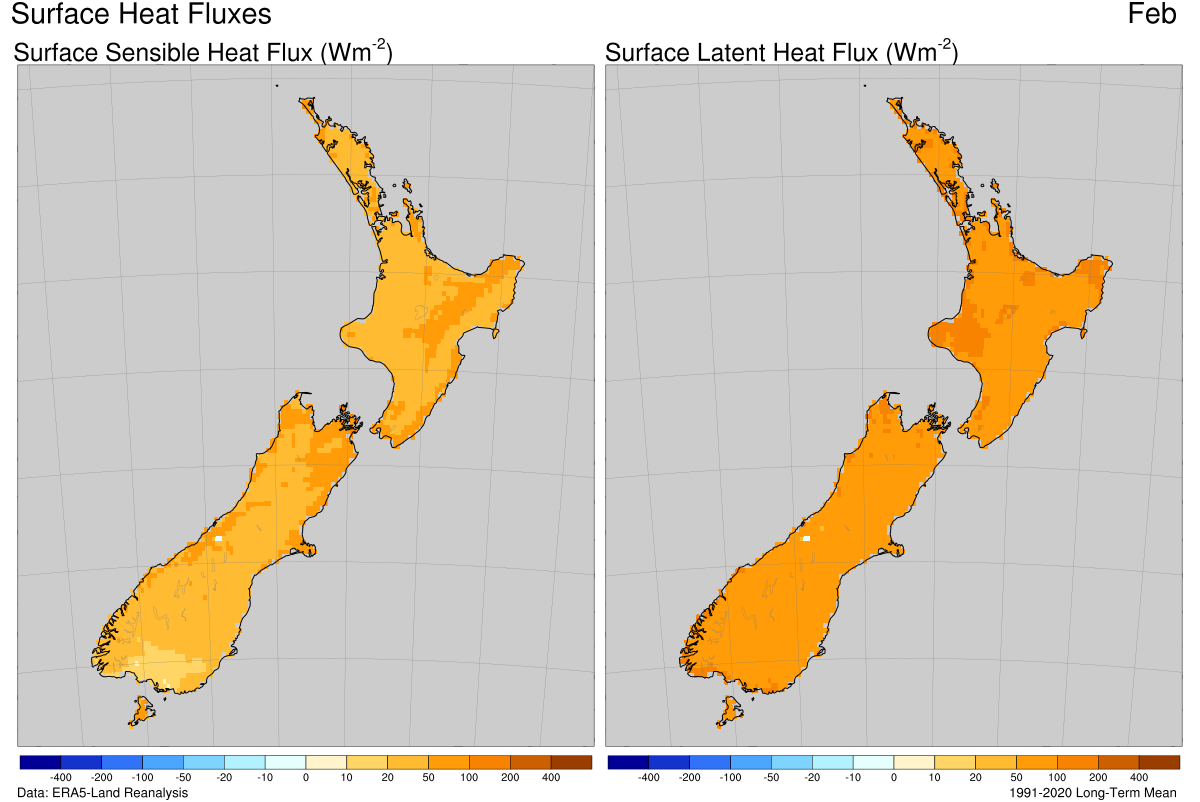 Surface Heat Fluxes
Feb
Surface Sensible Heat Flux (Wm-2)
Surface Latent Heat Flux (Wm-2)
-400 -200 -100 -50 -20 -10 0 10 20 50 100 200 400
-400 -200 -100 -50 -20 -10 0 10 20 50 100 200 400
Data: ERA5-Land Reanalysis
1991-2020 Long-Term Mean